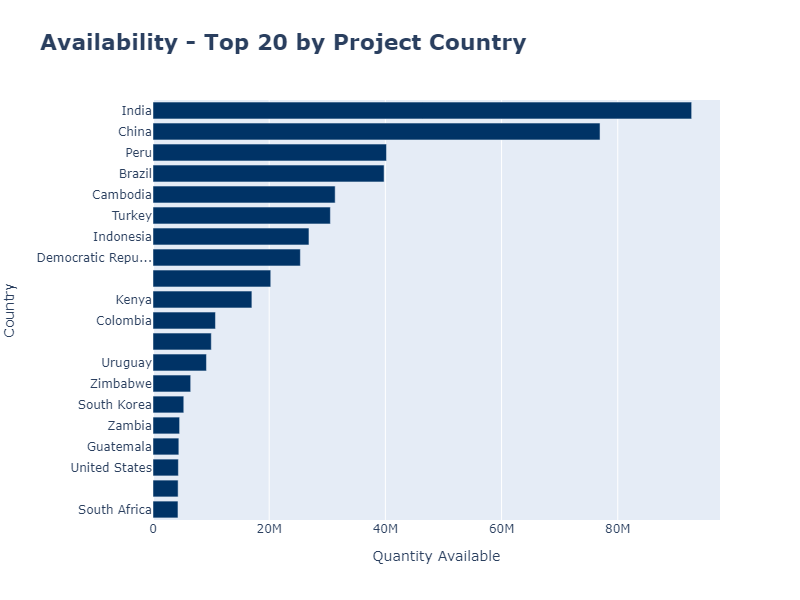 Availability - Top 20 by Project Country
India
China
Peru
Brazil
Cambodia
Turkey
Indonesia
Democratic Repu...
Kenya
Colombia
Uruguay
Zimbabwe
South Korea
Zambia
Guatemala
United States
South Africa
Country
0 20M 40M 60M 80M
Quantity Available